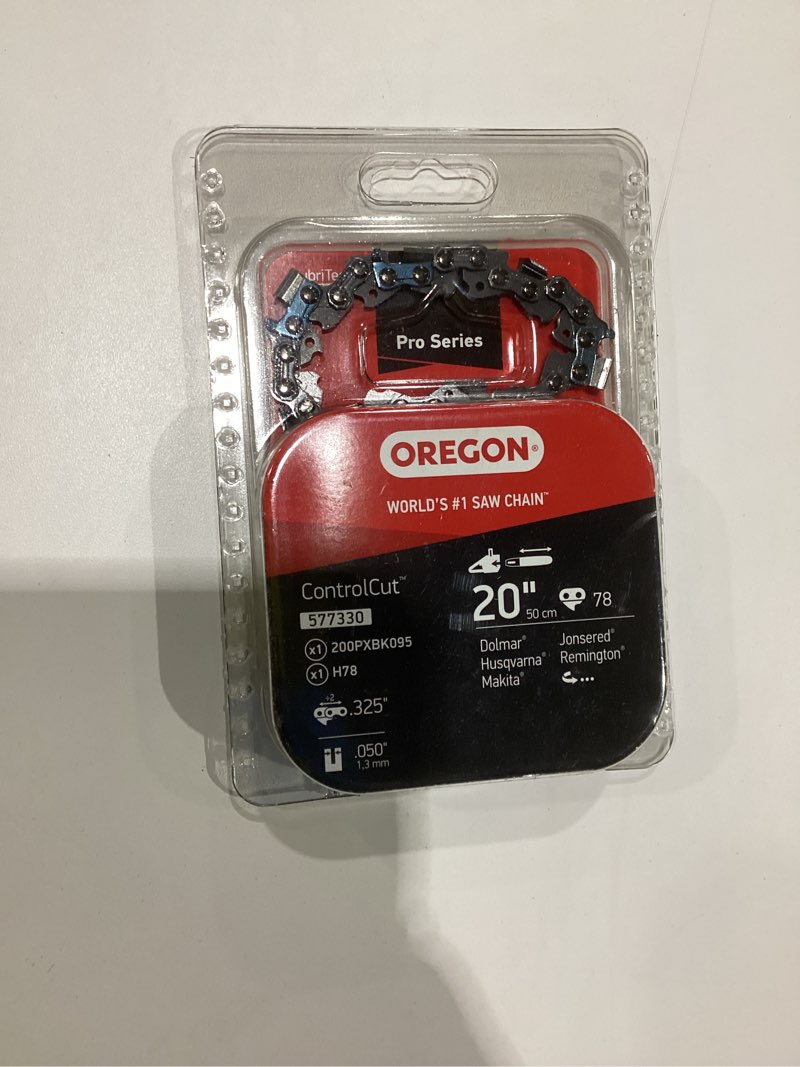 Pro Series
OREGON®
WORLD'S #1 SAW CHAIN™
ControlCut™
577330
x1 200PXBK095
x1 H78
÷2
.325"
.050"
1,3 mm
20"
50 cm
78
Dolmar®
Husqvarna®
Makita®
Jonsered®
Remington®
...